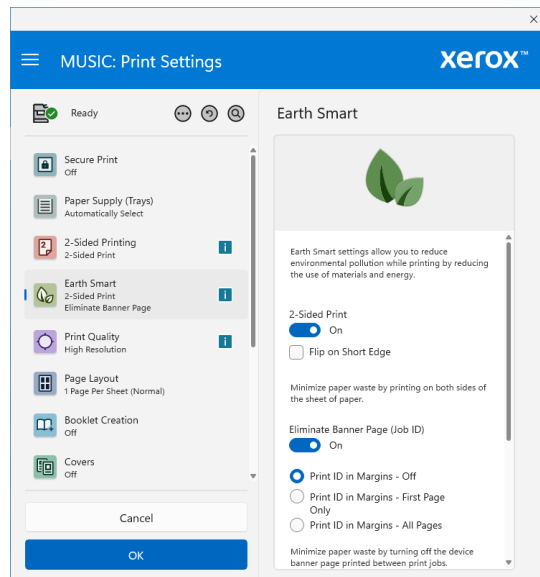 MUSIC: Print Settings
xerox™
Ready
Secure Print
Off
Paper Supply (Trays)
Automatically Select
2-Sided Printing
2-Sided Print
Earth Smart
2-Sided Print
Eliminate Banner Page
Print Quality
High Resolution
Page Layout
1 Page Per Sheet (Normal)
Booklet Creation
Off
Covers
Off
Cancel
OK
Earth Smart
Earth Smart settings allow you to reduce
environmental pollution while printing by reducing
the use of materials and energy.
2-Sided Print
On
Flip on Short Edge
Minimize paper waste by printing on both sides of
the sheet of paper.
Eliminate Banner Page (Job ID)
On
Print ID in Margins - Off
Print ID in Margins - First Page
Only
Print ID in Margins - All Pages
Minimize paper waste by turning off the device
banner page printed between print jobs.